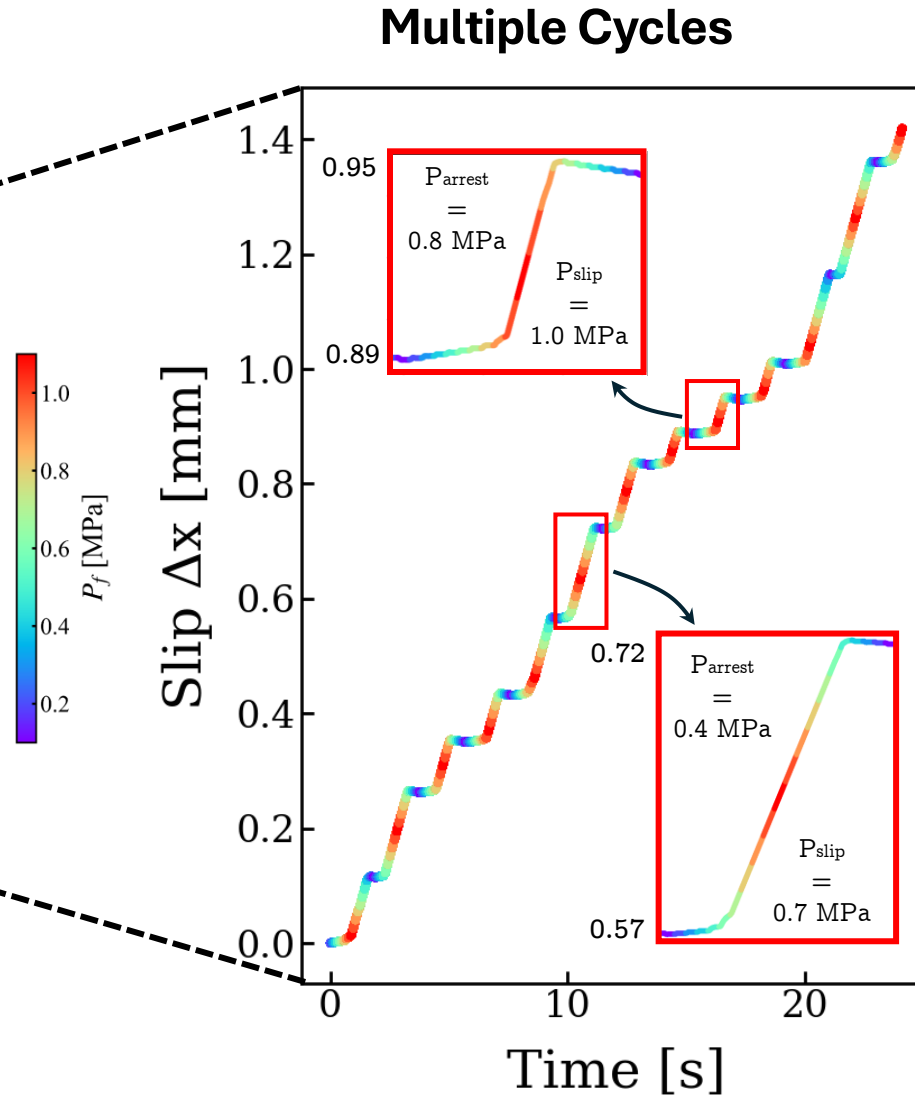 Multiple Cycles
1.4
1.2
1.0
0.8
0.6
0.4
0.2
0.0
Slip Δx [mm]
0
10
20
Time [s]
1.0
0.8
0.6
0.4
0.2
P_f [MPa]
0.95
0.89
Parrest
=
0.8 MPa
Pslip
=
1.0 MPa
0.72
0.57
Parrest
=
0.4 MPa
Pslip
=
0.7 MPa